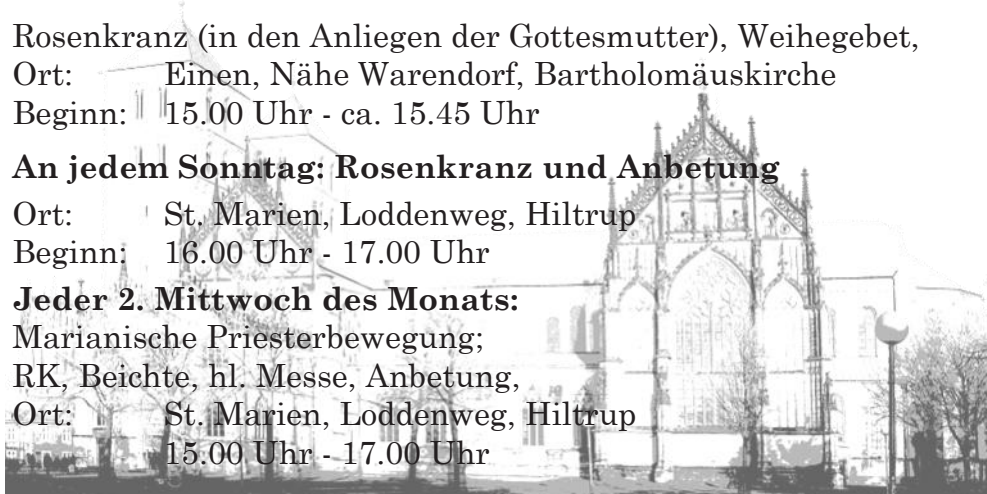 Rosenkranz (in den Anliegen der Gottesmutter), Weihegebet,
Ort: Einen, Nähe Warendorf, Bartholomäuskirche
Beginn: 15.00 Uhr - ca. 15.45 Uhr
An jedem Sonntag: Rosenkranz und Anbetung
Ort: St. Marien, Loddenweg, Hiltrup
Beginn: 16.00 Uhr - 17.00 Uhr
Jeder 2. Mittwoch des Monats:
Marianische Priesterbewegung;
RK, Beichte, hl. Messe, Anbetung,
Ort: St. Marien, Loddenweg, Hiltrup
15.00 Uhr - 17.00 Uhr